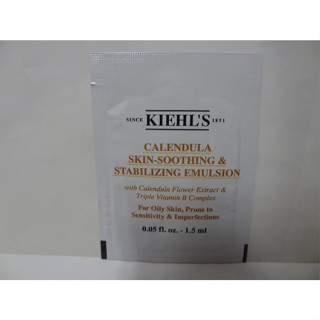 SINCE KIEHL'S 1851
CALENDULA
SKIN-SOOTHING &
STABILIZING EMULSION
with Calendula Flower Extract &
Triple Vitamin B Complex
For Oily Skin, Prone to
Sensitivity & Imperfections
0.05 fl. oz. - 1.5 ml